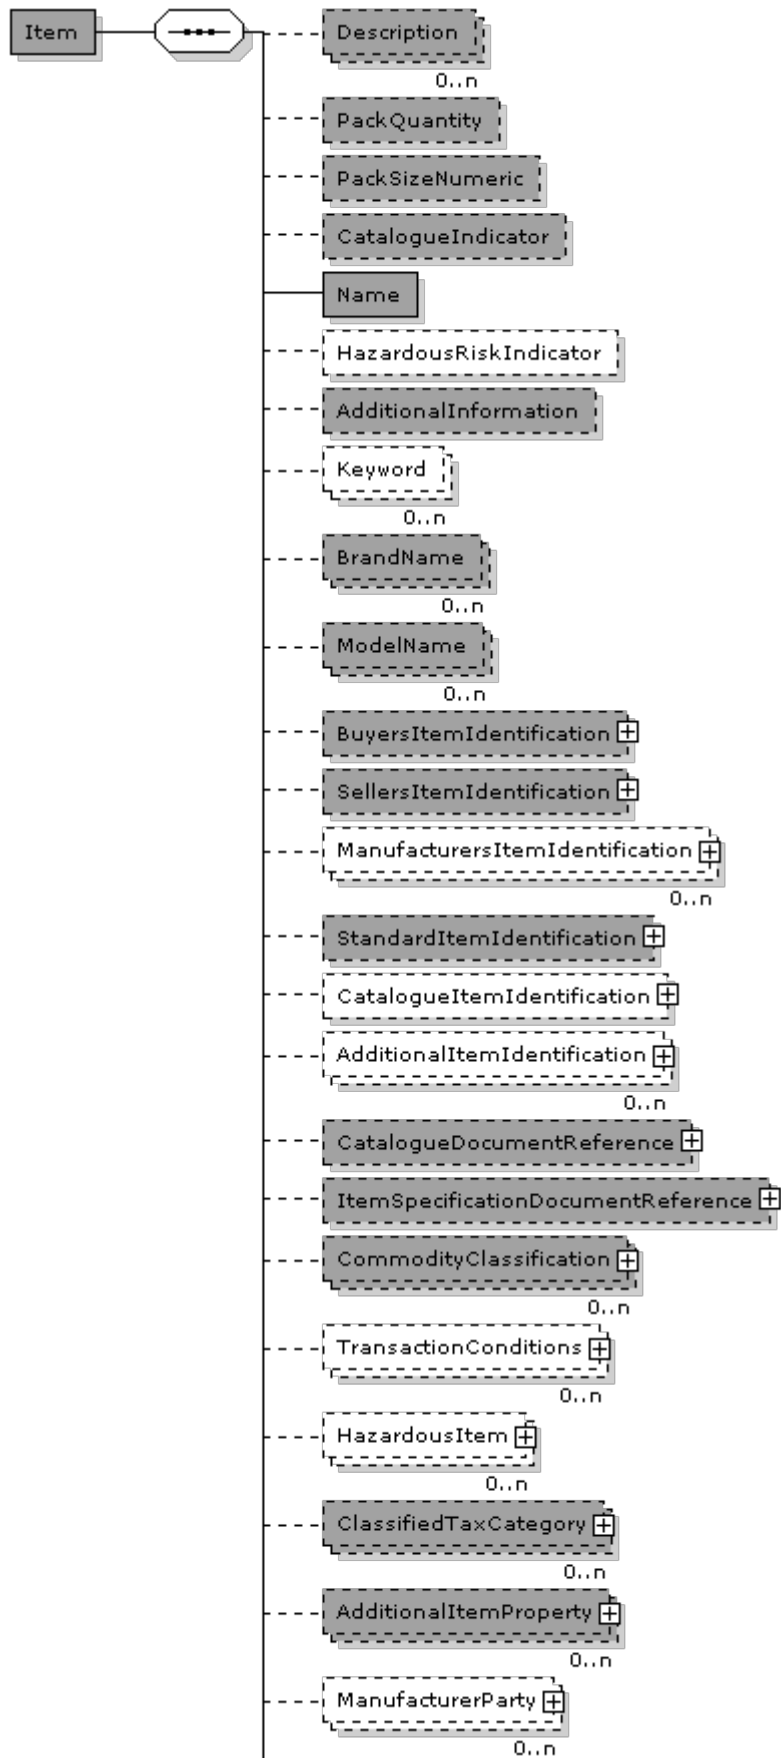 Item
Description
0..n
PackQuantity
PackSizeNumeric
CatalogueIndicator
Name
HazardousRiskIndicator
AdditionalInformation
Keyword
0..n
BrandName
0..n
ModelName
0..n
BuyersItemIdentification
SellersItemIdentification
ManufacturersItemIdentification
0..n
StandardItemIdentification
CatalogueItemIdentification
AdditionalItemIdentification
0..n
CatalogueDocumentReference
ItemSpecificationDocumentReference
CommodityClassification
0..n
TransactionConditions
0..n
HazardousItem
0..n
ClassifiedTaxCategory
0..n
AdditionalItemProperty
0..n
ManufacturerParty
0..n